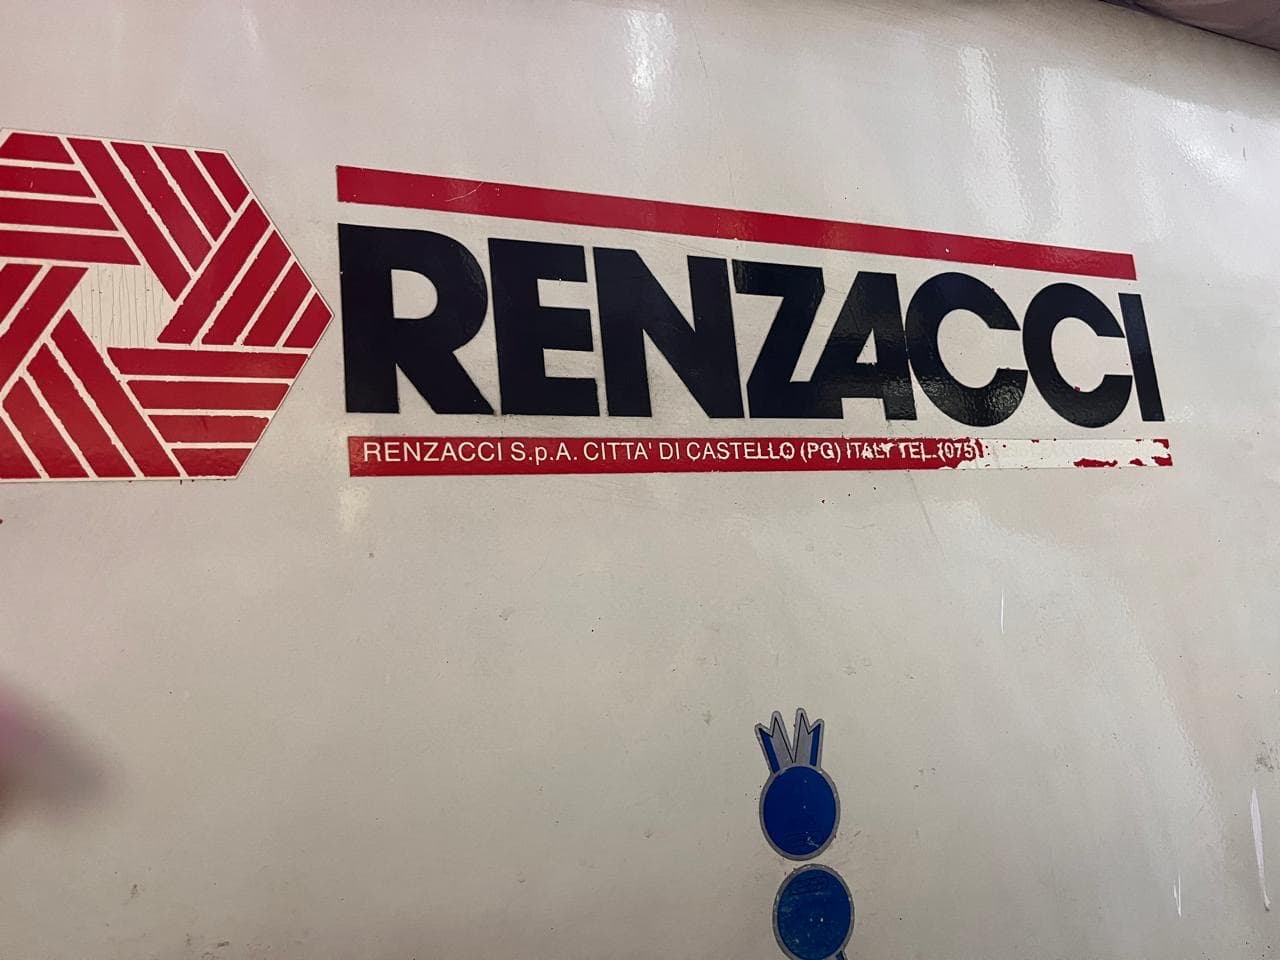 RENZACCI
RENZACCI S.p.A. CITTA' DI CASTELLO (PG) ITALY TEL. (075)